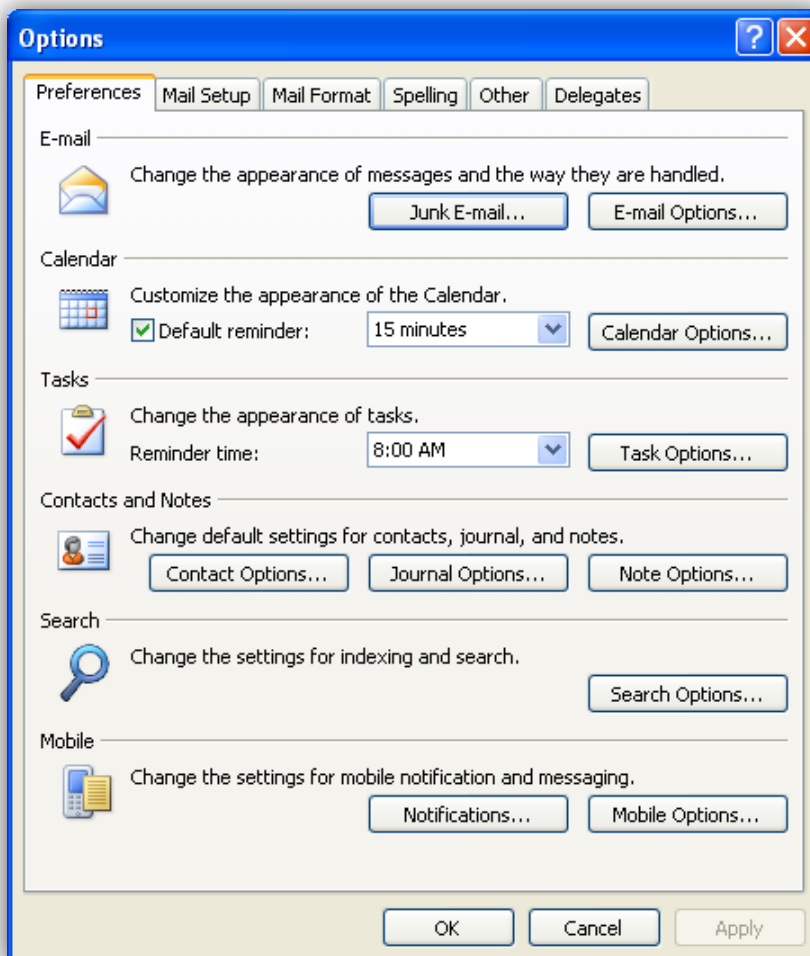 Options
Preferences Mail Setup Mail Format Spelling Other Delegates
E-mail
Change the appearance of messages and the way they are handled.
Junk E-mail... E-mail Options...
Calendar
Customize the appearance of the Calendar.
Default reminder: 15 minutes Calendar Options...
Tasks
Change the appearance of tasks.
Reminder time: 8:00 AM Task Options...
Contacts and Notes
Change default settings for contacts, journal, and notes.
Contact Options... Journal Options... Note Options...
Search
Change the settings for indexing and search.
Search Options...
Mobile
Change the settings for mobile notification and messaging.
Notifications... Mobile Options...
OK Cancel Apply